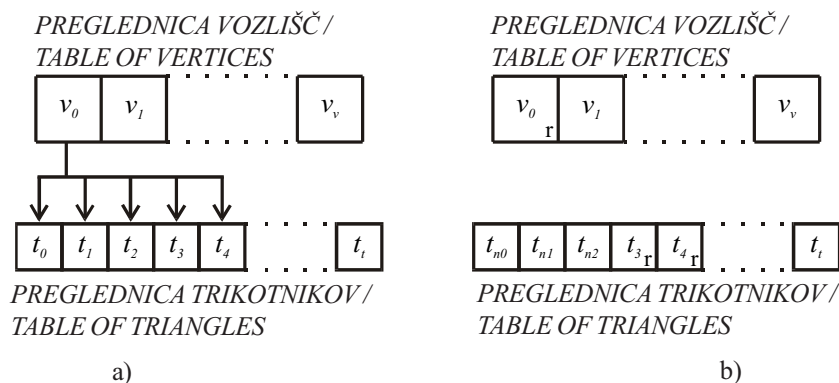 PREGLEDNICA VOZLIŠČ /
TABLE OF VERTICES
v0 v1 vv
t0 t1 t2 t3 t4 tt
PREGLEDNICA TRIKOTNIKOV /
TABLE OF TRIANGLES
a)
PREGLEDNICA VOZLIŠČ /
TABLE OF VERTICES
v0 r v1 vv
tn0 tn1 tn2 t3 r t4 r tt
PREGLEDNICA TRIKOTNIKOV /
TABLE OF TRIANGLES
b)